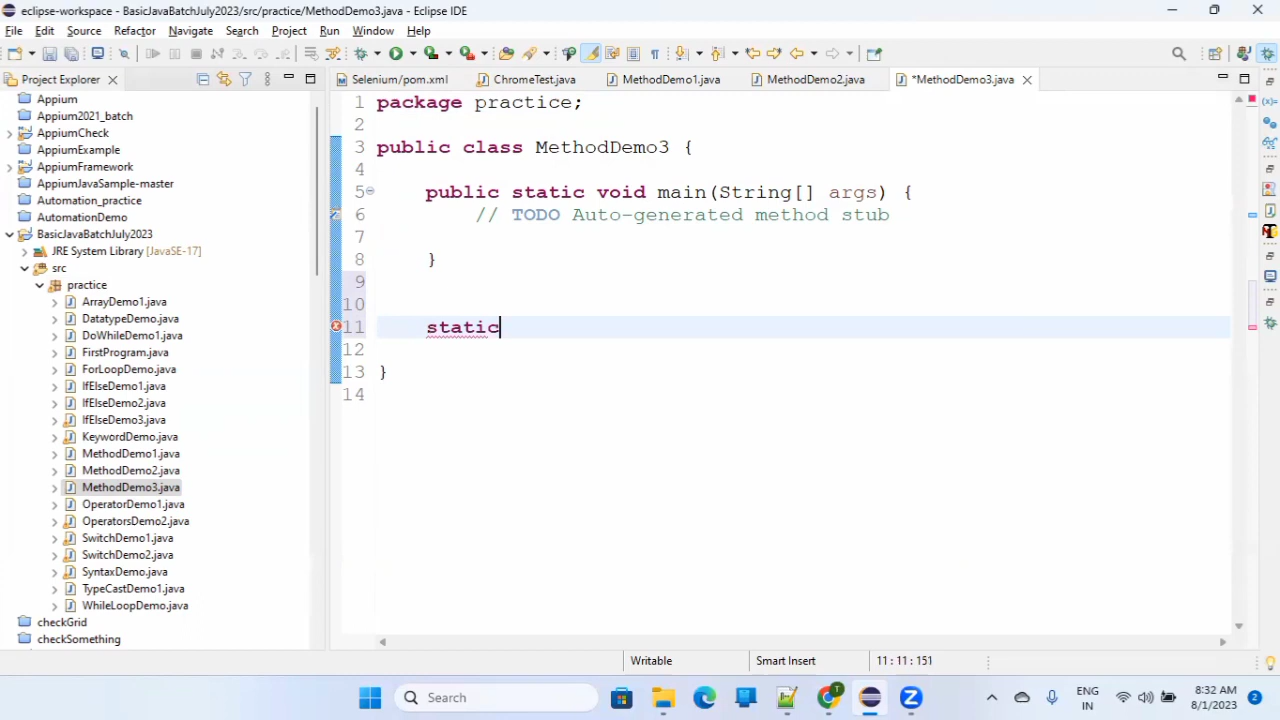 eclipse-workspace - BasicJavaBatchJuly2023/src/practice/MethodDemo3.java - Eclipse IDE
File Edit Source Refactor Navigate Search Project Run Window Help
Project Explorer
Selenium/pom.xml ChromeTest.java MethodDemo1.java MethodDemo2.java *MethodDemo3.java
Appium
Appium2021_batch
AppiumCheck
AppiumExample
AppiumFramework
AppiumJavaSample-master
Automation_practice
AutomationDemo
BasicJavaBatchJuly2023
JRE System Library [JavaSE-17]
src
practice
ArrayDemo1.java
DatatypeDemo.java
DoWhileDemo1.java
FirstProgram.java
ForLoopDemo.java
IfElseDemo1.java
IfElseDemo2.java
IfElseDemo3.java
KeywordDemo.java
MethodDemo1.java
MethodDemo2.java
MethodDemo3.java
OperatorDemo1.java
OperatorsDemo2.java
SwitchDemo1.java
SwitchDemo2.java
SyntaxDemo.java
TypeCastDemo1.java
WhileLoopDemo.java
checkGrid
checkSomething
1 package practice;
2
3 public class MethodDemo3 {
4
5 public static void main(String[] args) {
6 // TODO Auto-generated method stub
7
8 }
9
10
11 static
12
13 }
14
Writable Smart Insert 11 : 11 : 151
Search
ENG
IN
8:32 AM
8/1/2023
2